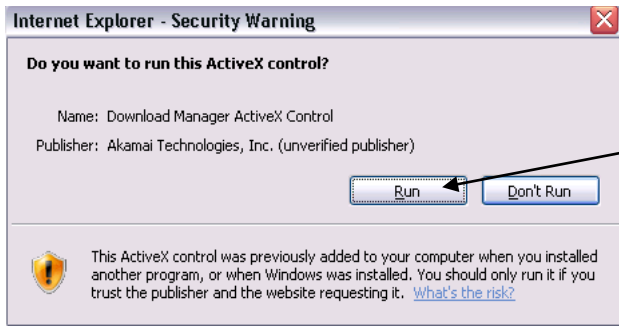 Internet Explorer - Security Warning
Do you want to run this ActiveX control?
Name: Download Manager ActiveX Control
Publisher: Akamai Technologies, Inc. (unverified publisher)
Run
Don't Run
This ActiveX control was previously added to your computer when you installed
another program, or when Windows was installed. You should only run it if you
trust the publisher and the website requesting it. What's the risk?